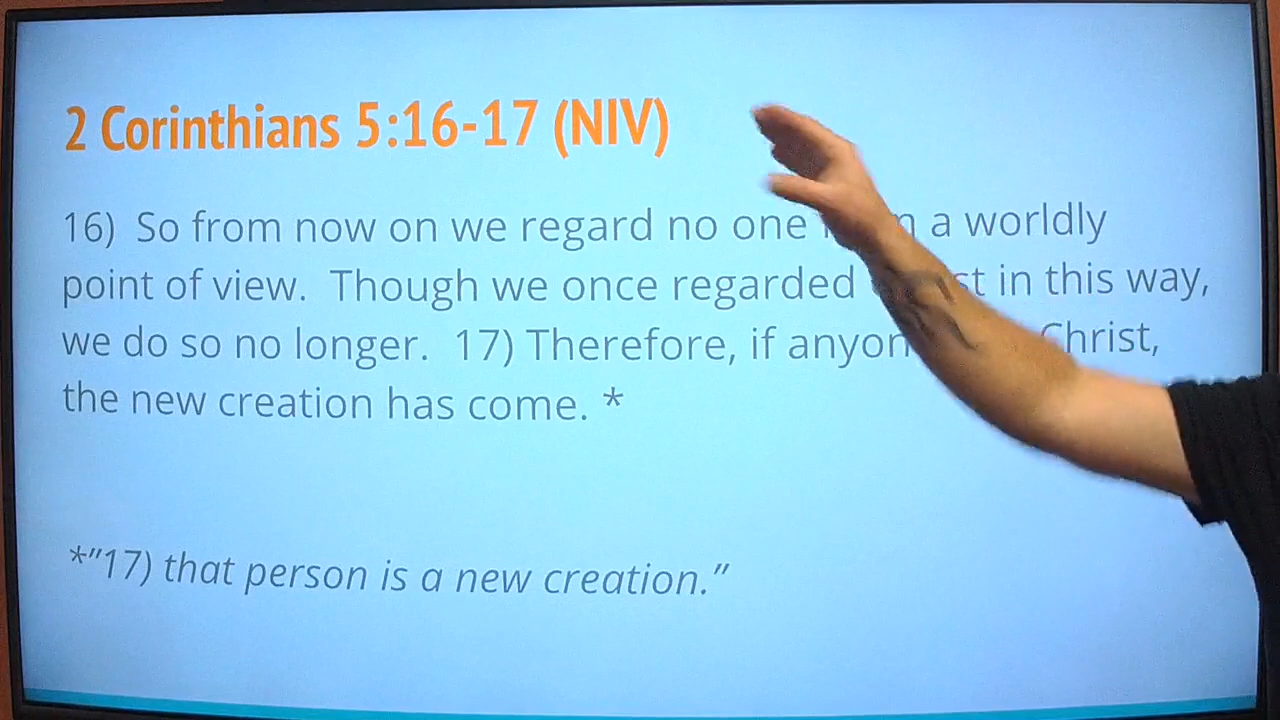 2 Corinthians 5:16-17 (NIV)
16) So from now on we regard no one a worldly
point of view. Though we once regarded in this way,
we do so no longer. 17) Therefore, if Christ,
the new creation has come. *
*"17) that person is a new creation."